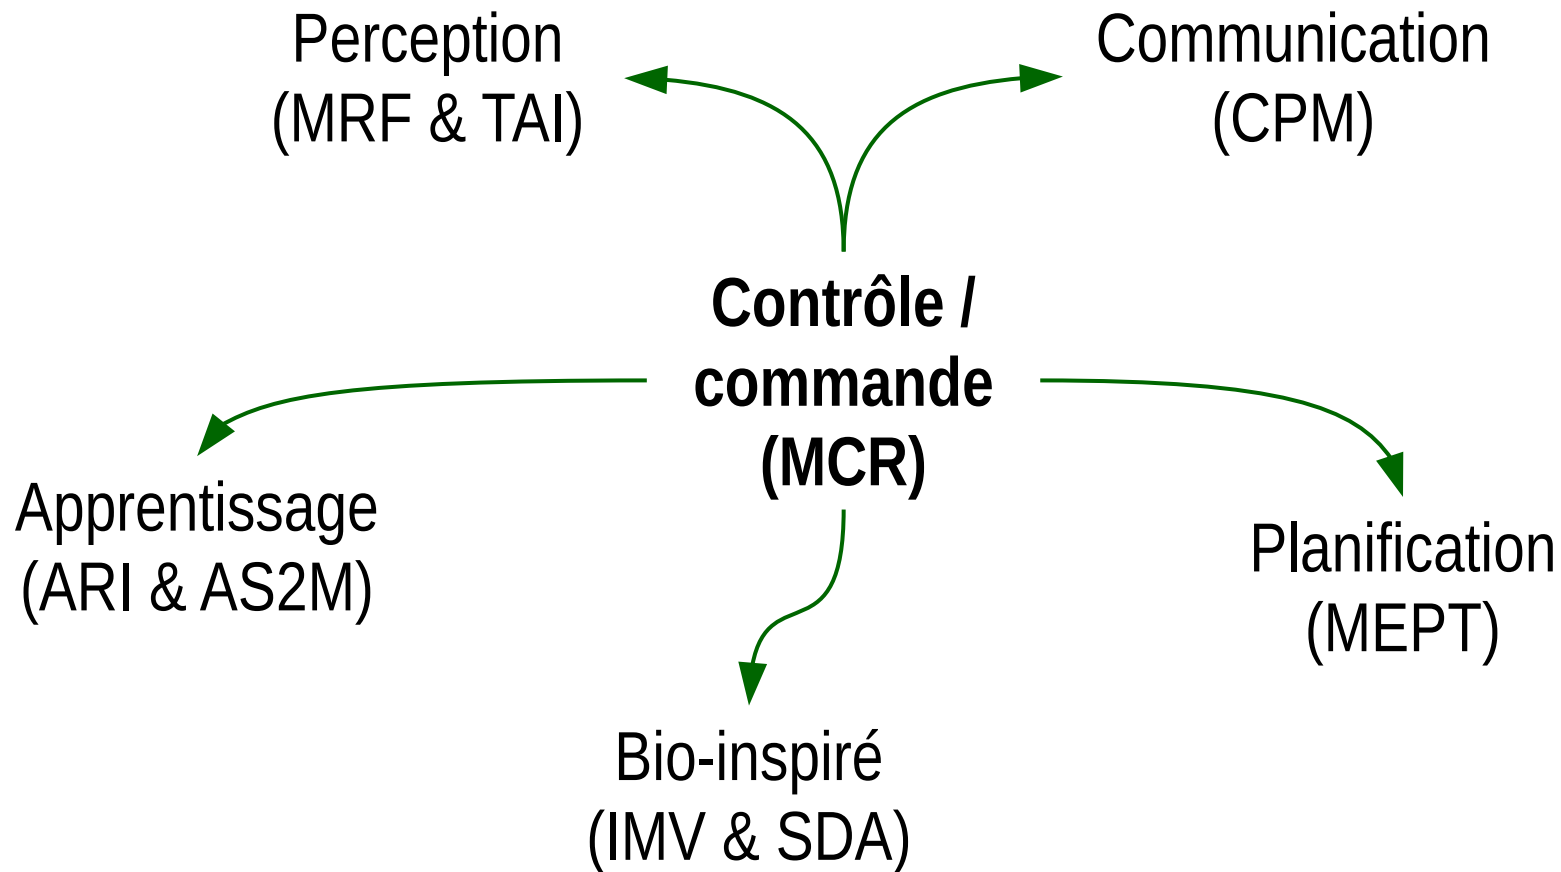 Perception
(MRF & TAI)
Communication
(CPM)
Contrôle /
commande
(MCR)
Apprentissage
(ARI & AS2M)
Planification
(MEPT)
Bio-inspiré
(IMV & SDA)